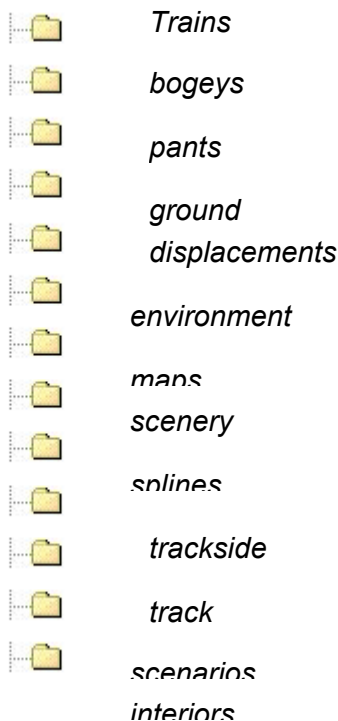 Trains
bogeys
pants
ground
displacements
environment
maps
scenery
splines
trackside
track
scenarios
interiors